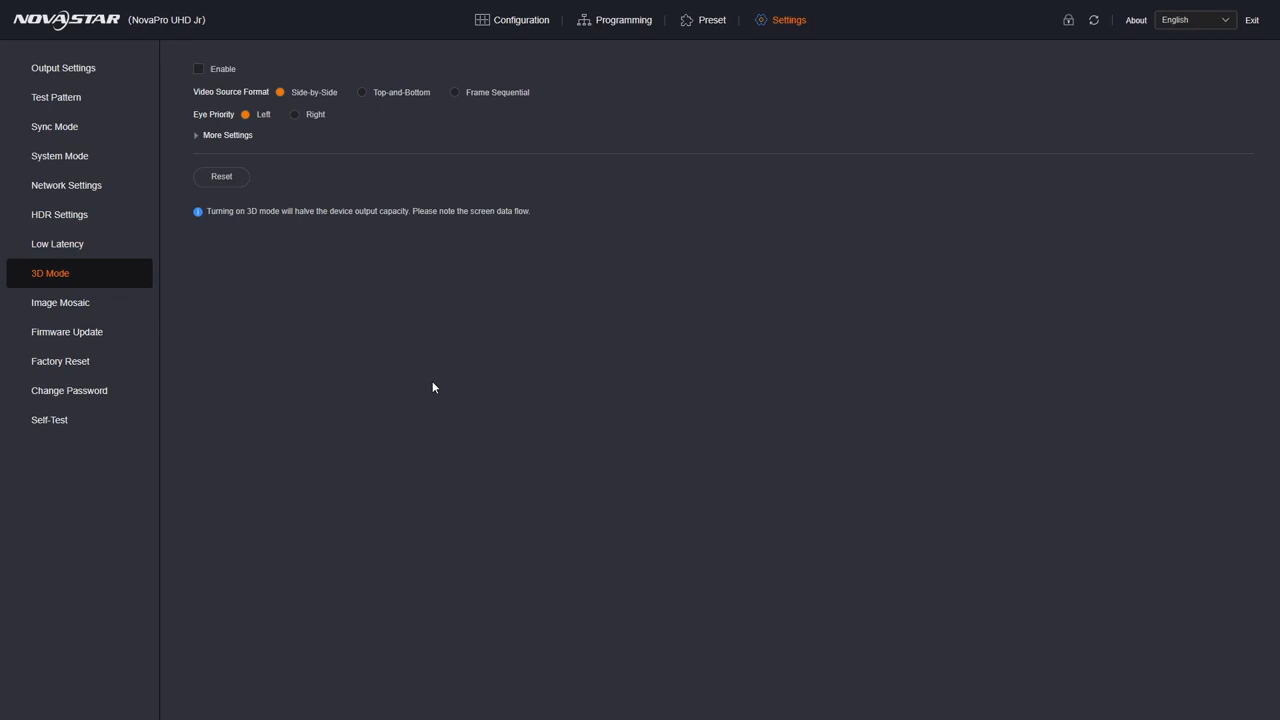 NOVASTAR (NovaPro UHD Jr) Configuration Programming Preset Settings About English Exit
Output Settings
Test Pattern
Sync Mode
System Mode
Network Settings
HDR Settings
Low Latency
3D Mode
Image Mosaic
Firmware Update
Factory Reset
Change Password
Self-Test
Enable
Video Source Format Side-by-Side Top-and-Bottom Frame Sequential
Eye Priority Left Right
More Settings
Reset
Turning on 3D mode will halve the device output capacity. Please note the screen data flow.